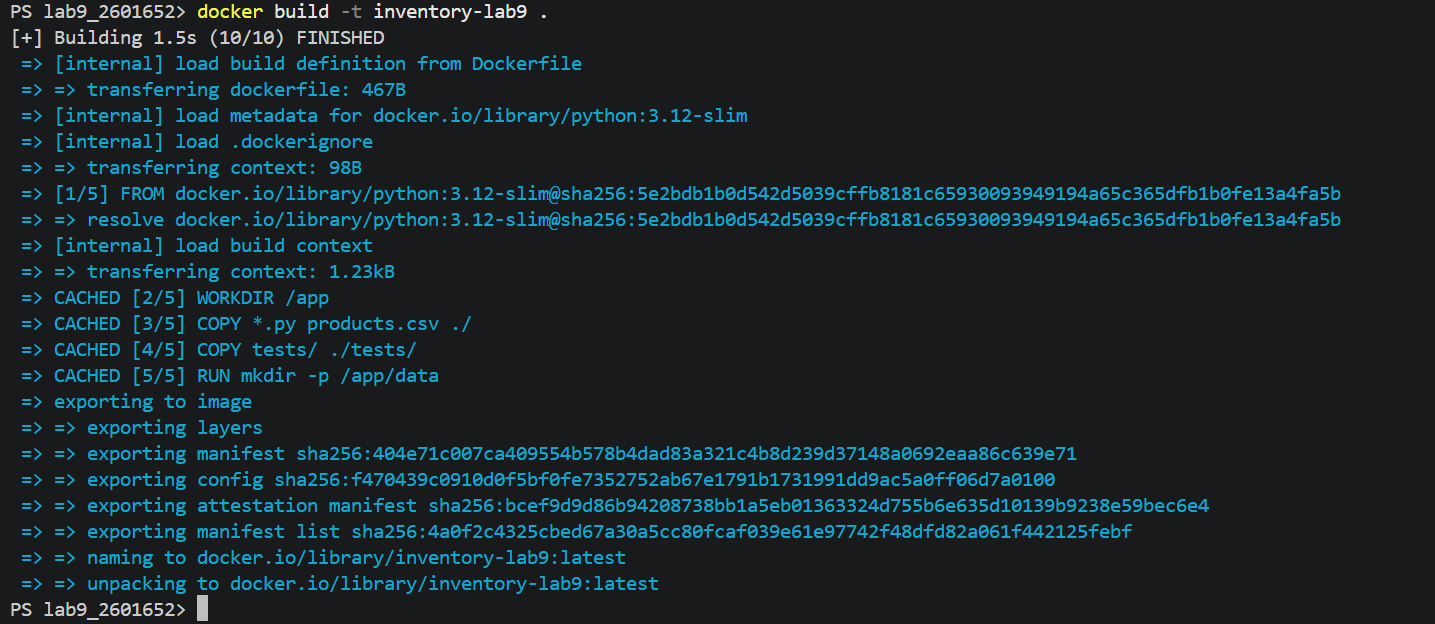 PS lab9_2601652> docker build -t inventory-lab9 .
[+] Building 1.5s (10/10) FINISHED
=> [internal] load build definition from Dockerfile
=> => transferring dockerfile: 467B
=> [internal] load metadata for docker.io/library/python:3.12-slim
=> [internal] load .dockerignore
=> => transferring context: 98B
=> [1/5] FROM docker.io/library/python:3.12-slim@sha256:5e2bdb1b0d542d5039cffb8181c65930093949194a65c365dfb1b0fe13a4fa5b
=> => resolve docker.io/library/python:3.12-slim@sha256:5e2bdb1b0d542d5039cffb8181c65930093949194a65c365dfb1b0fe13a4fa5b
=> [internal] load build context
=> => transferring context: 1.23kB
=> CACHED [2/5] WORKDIR /app
=> CACHED [3/5] COPY *.py products.csv ./
=> CACHED [4/5] COPY tests/ ./tests/
=> CACHED [5/5] RUN mkdir -p /app/data
=> exporting to image
=> => exporting layers
=> => exporting manifest sha256:404e71c007ca409554b578b4dad83a321c4b8d239d37148a0692eaa86c639e71
=> => exporting config sha256:f470439c0910d0f5bf0fe7352752ab67e1791b1731991dd9ac5a0ff06d7a0100
=> => exporting attestation manifest sha256:bcef9d9d86b94208738bb1a5eb01363324d755b6e635d10139b9238e59bec6e4
=> => exporting manifest list sha256:4a0f2c4325cbed67a30a5cc80fcaf039e61e97742f48dfd82a061f442125febf
=> => naming to docker.io/library/inventory-lab9:latest
=> => unpacking to docker.io/library/inventory-lab9:latest
PS lab9_2601652>